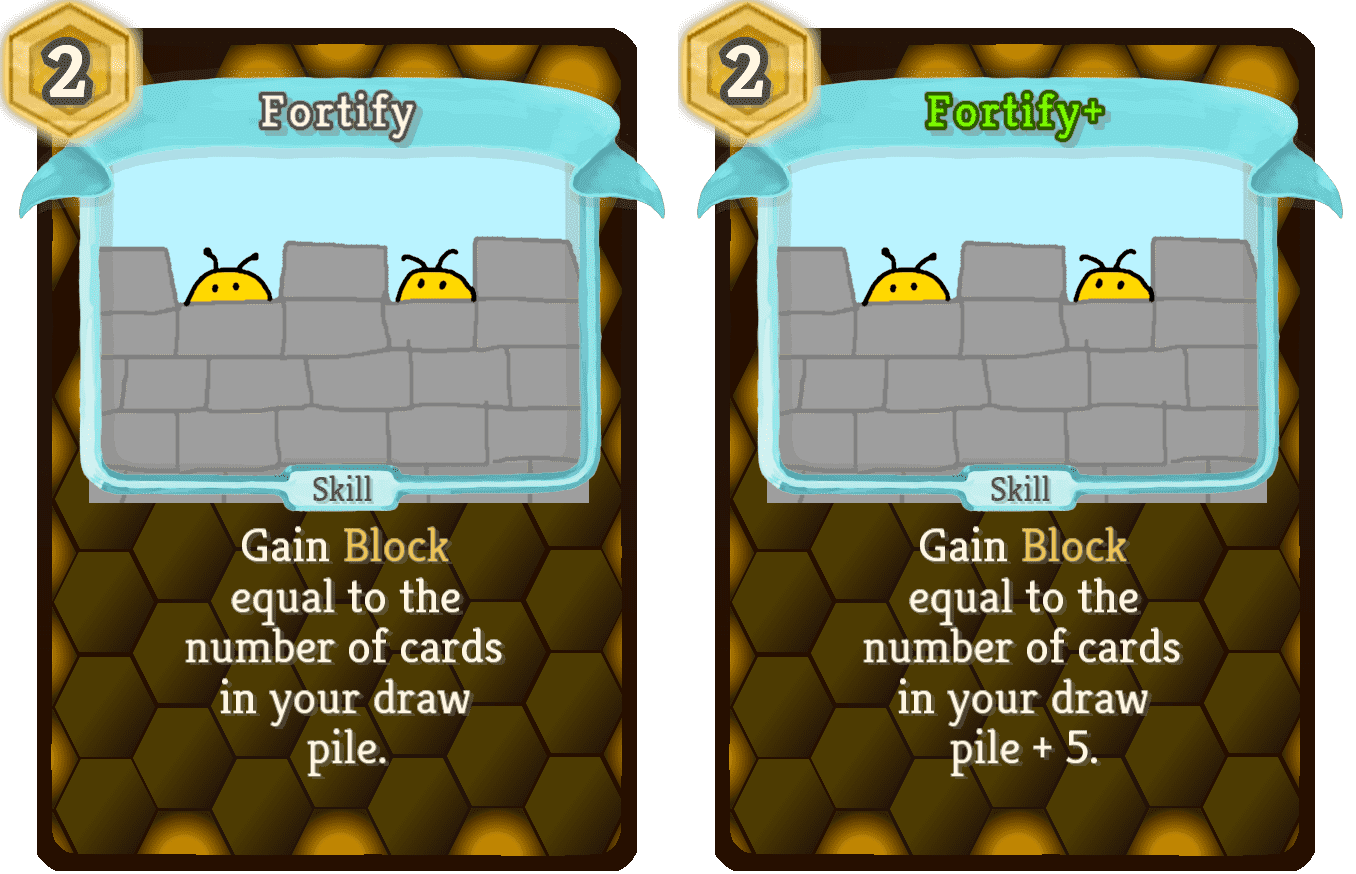 2
Fortify
Skill
Gain Block
equal to the
number of cards
in your draw
pile.
2
Fortify+
Skill
Gain Block
equal to the
number of cards
in your draw
pile + 5.